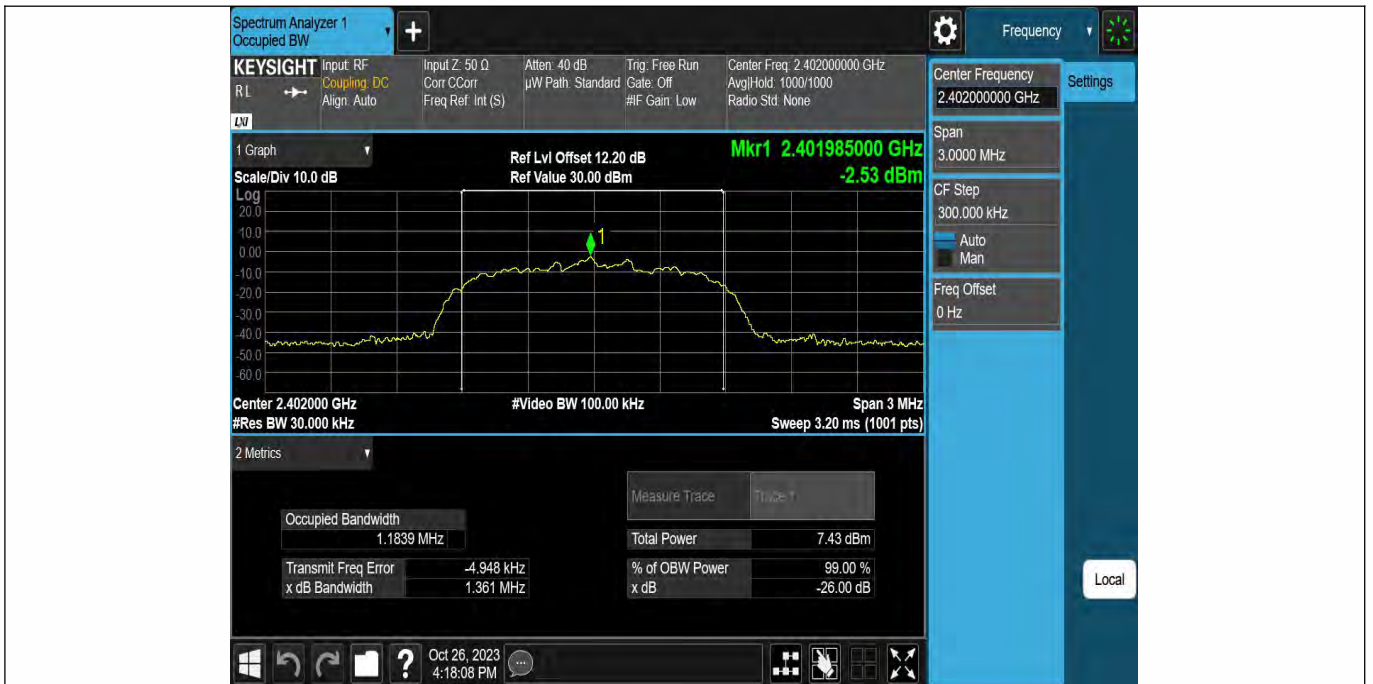 Spectrum Analyzer 1
Occupied BW
+
Frequency
KEYSIGHT
RL
LXI
Input: RF
Coupling: DC
Align: Auto
Input Z: 50 Ω
Corr CCorr
Freq Ref: Int (S)
Atten: 40 dB
µW Path: Standard
Trig: Free Run
Gate: Off
#IF Gain: Low
Center Freq: 2.402000000 GHz
Avg|Hold: 1000/1000
Radio Std: None
Center Frequency
2.402000000 GHz
Settings
Span
3.0000 MHz
CF Step
300.000 kHz
Auto
Man
Freq Offset
0 Hz
1 Graph
Scale/Div 10.0 dB
Ref Lvl Offset 12.20 dB
Ref Value 30.00 dBm
Mkr1 2.401985000 GHz
-2.53 dBm
Log
20.0
10.0
0.00
-10.0
-20.0
-30.0
-40.0
-50.0
-60.0
1
Center 2.402000 GHz
#Res BW 30.000 kHz
#Video BW 100.00 kHz
Span 3 MHz
Sweep 3.20 ms (1001 pts)
2 Metrics
Measure Trace
Trace 1
Occupied Bandwidth
1.1839 MHz
Total Power
7.43 dBm
Transmit Freq Error
-4.948 kHz
% of OBW Power
99.00 %
x dB Bandwidth
1.361 MHz
x dB
-26.00 dB
Local
?
Oct 26, 2023
4:18:08 PM